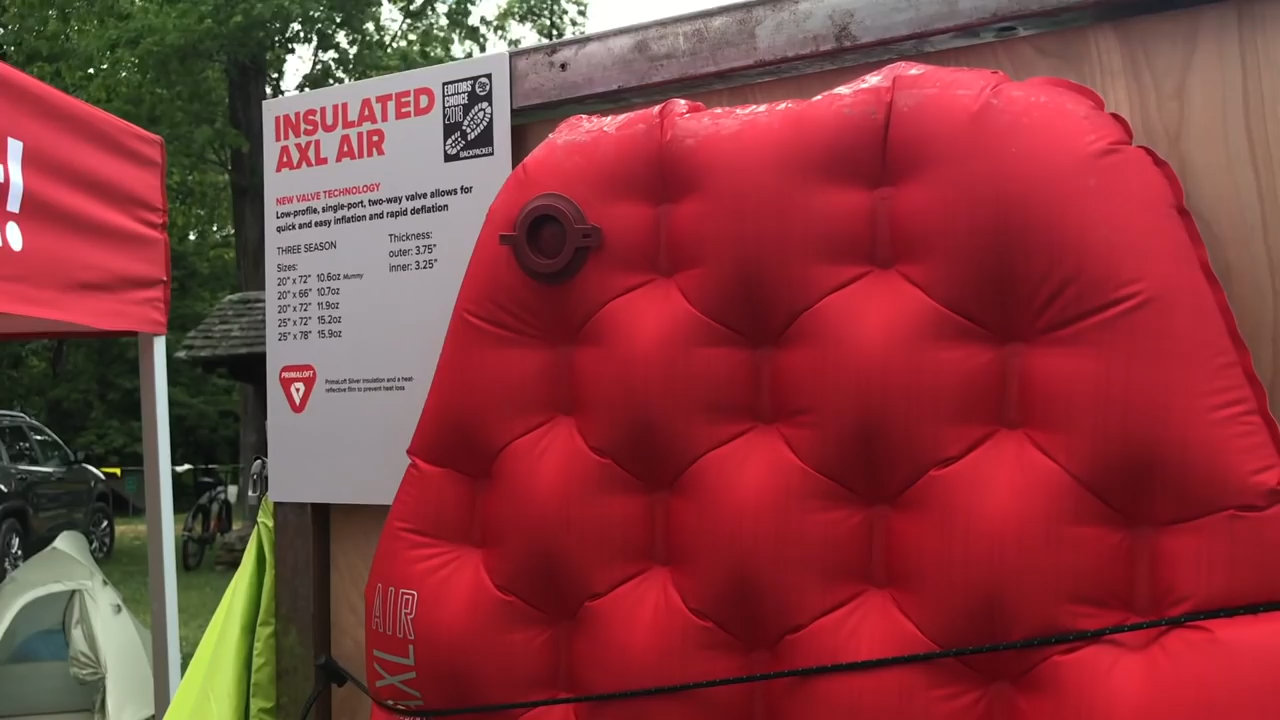 !
INSULATED
AXL AIR
EDITORS'
CHOICE
2018
BACKPACKER
NEW VALVE TECHNOLOGY
Low-profile, single-port, two-way valve allows for
quick and easy inflation and rapid deflation
THREE SEASON
Sizes:
20" x 72" 10.6oz Mummy
20" x 66" 10.7oz
20" x 72" 11.9oz
25" x 72" 15.2oz
25" x 78" 15.9oz
Thickness:
outer: 3.75"
inner: 3.25"
PRIMALOFT
PrimaLoft Silver insulation and a heat-
reflective film to prevent heat loss
AIR
AXL